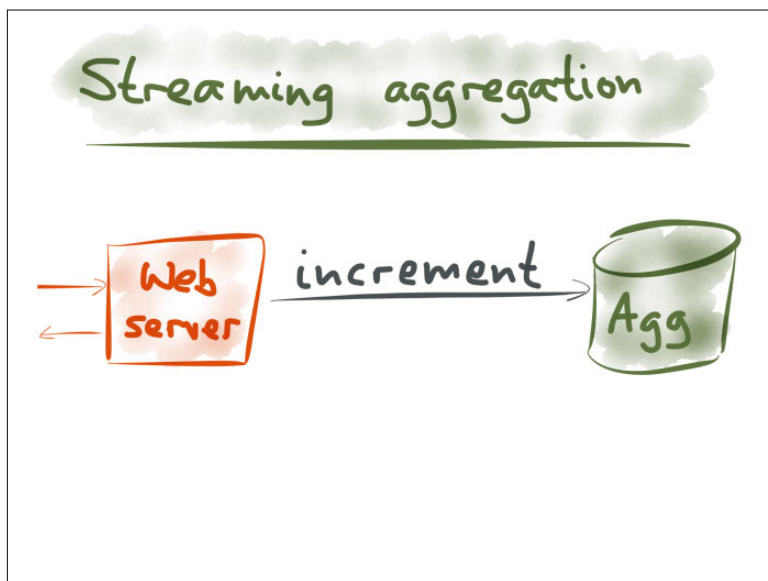 Streaming aggregation
Web
server
increment
Agg